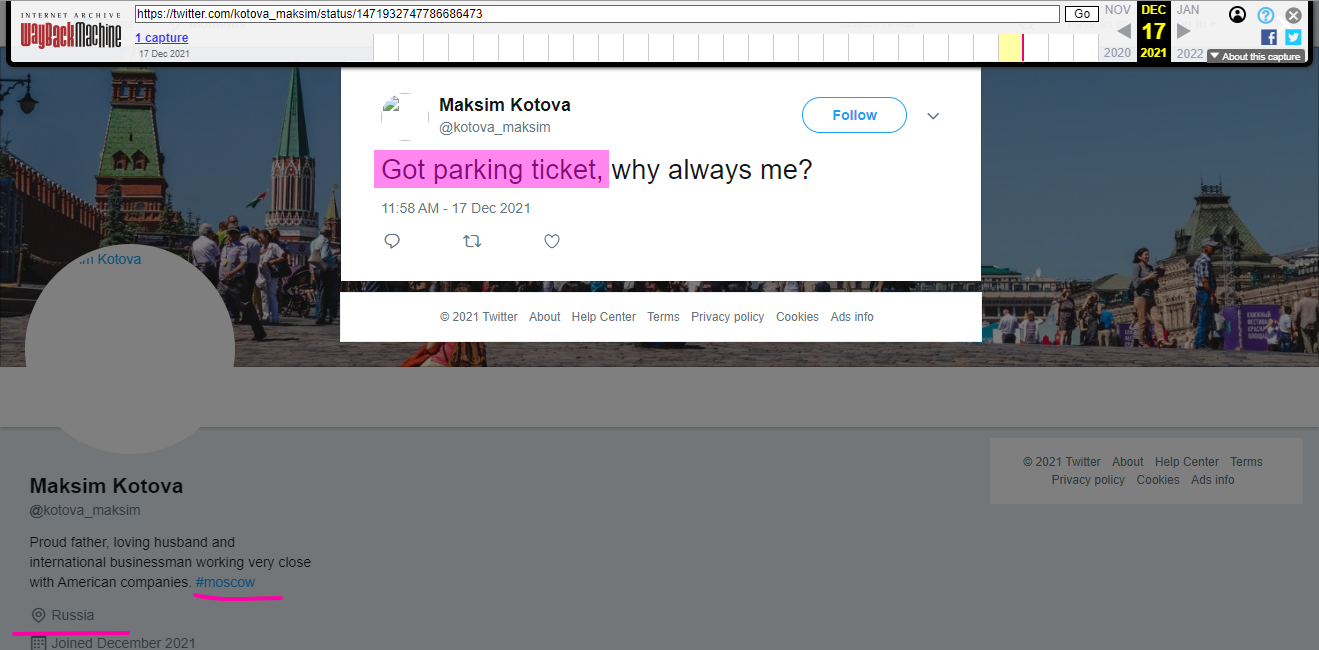 INTERNET ARCHIVE
WayBackMachine
https://twitter.com/kotova_maksim/status/1471932747786686473
Go
NOV DEC JAN
17
2020 2021 2022
1 capture
17 Dec 2021
About this capture
Maksim Kotova
@kotova_maksim
Follow
Got parking ticket, why always me?
11:58 AM - 17 Dec 2021
© 2021 Twitter About Help Center Terms Privacy policy Cookies Ads info
Kotova
Maksim Kotova
@kotova_maksim
Proud father, loving husband and
international businessman working very close
with American companies. #moscow
Russia
Joined December 2021
© 2021 Twitter About Help Center Terms
Privacy policy Cookies Ads info